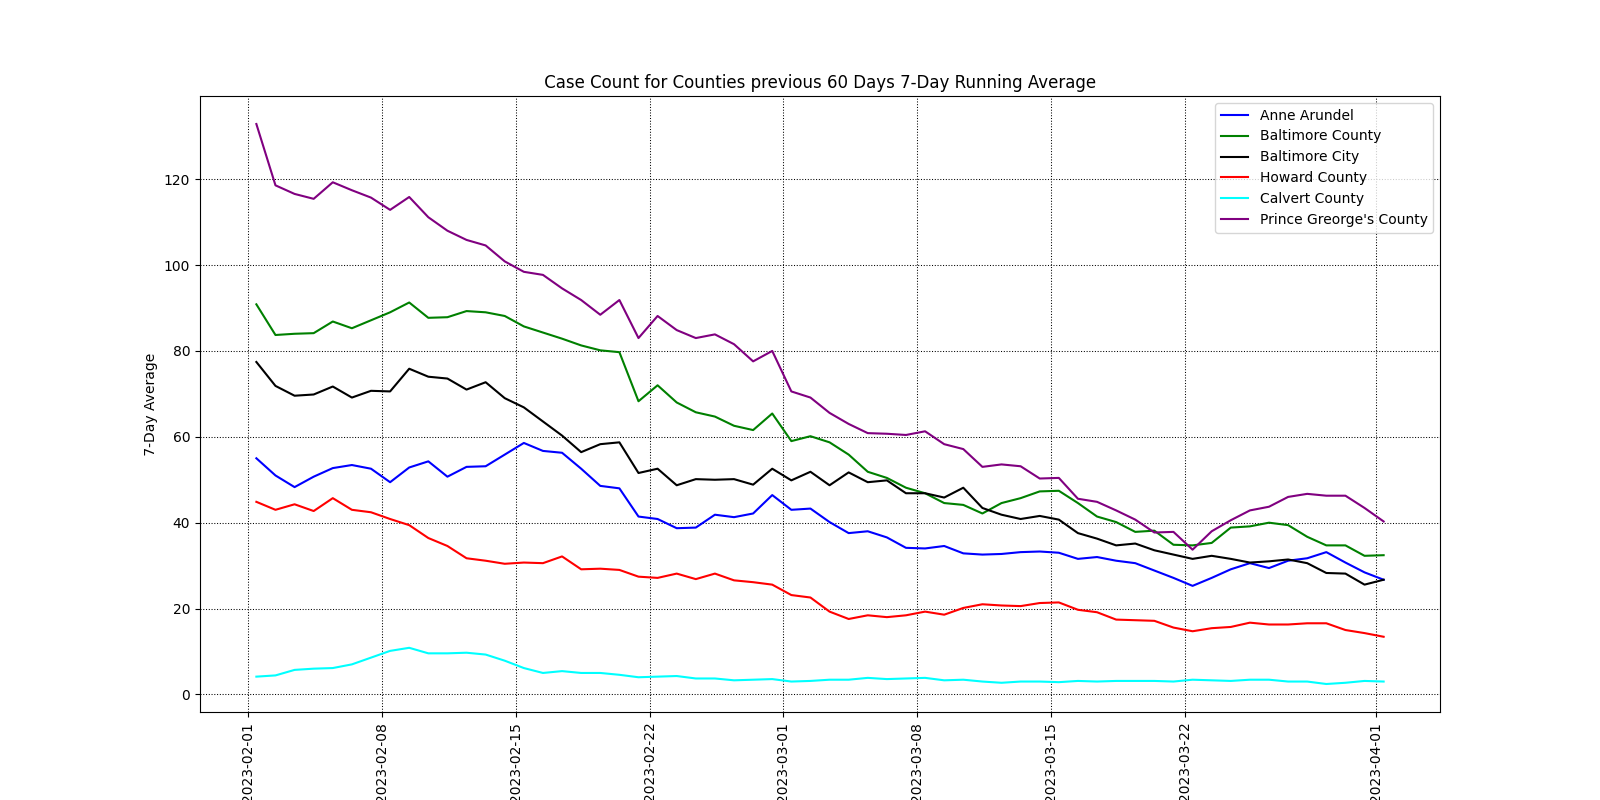 Case Count for Counties previous 60 Days 7-Day Running Average
Anne Arundel
Baltimore County
Baltimore City
Howard County
Calvert County
Prince Greorge's County
7-Day Average
120
100
80
60
40
20
0
2023-02-01
2023-02-08
2023-02-15
2023-02-22
2023-03-01
2023-03-08
2023-03-15
2023-03-22
2023-04-01